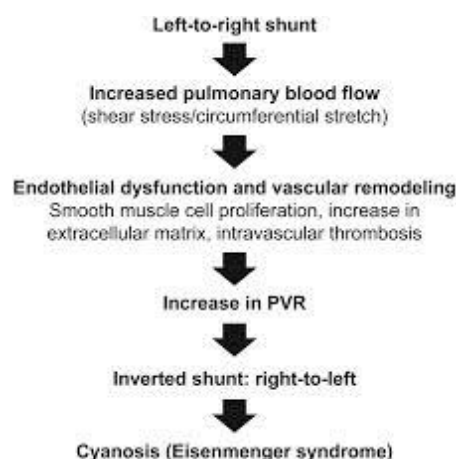 Left-to-right shunt
Increased pulmonary blood flow
(shear stress/circumferential stretch)
Endothelial dysfunction and vascular remodeling
Smooth muscle cell proliferation, increase in
extracellular matrix, intravascular thrombosis
Increase in PVR
Inverted shunt: right-to-left
Cyanosis (Eisenmenger syndrome)